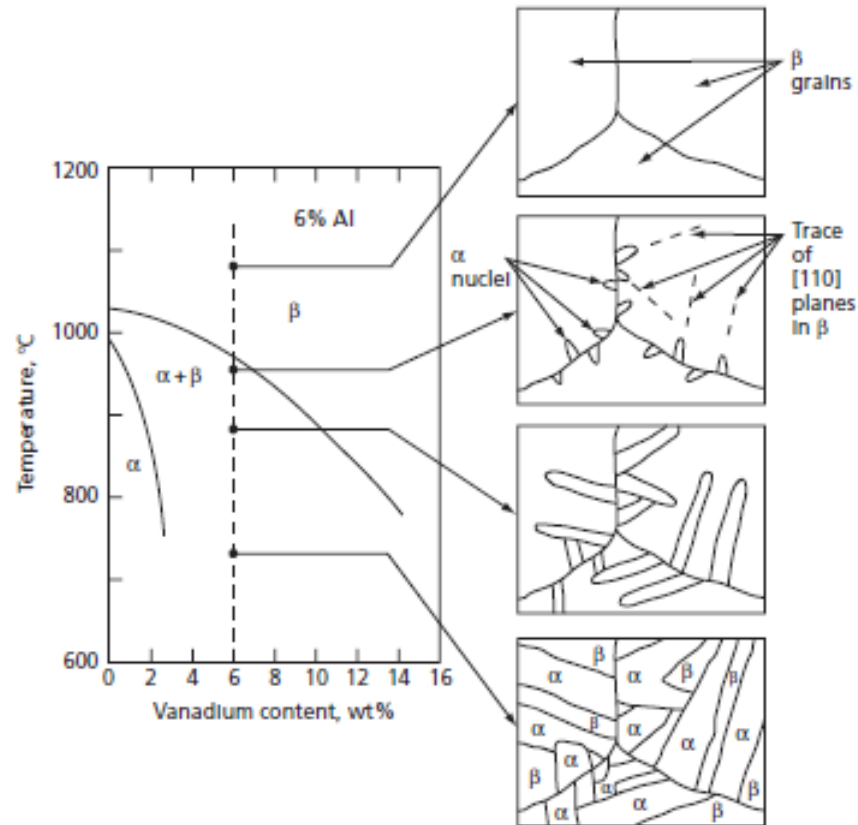 1200
1000
800
600
Temperature, °C
0 2 4 6 8 10 12 14 16
Vanadium content, wt%
6% Al
β
α+β
α
β
grains
α
nuclei
Trace
of
[110]
planes
in β
β
α
α
β
β
α
β
α
α
α
α
β
α
α
α
α
β
β